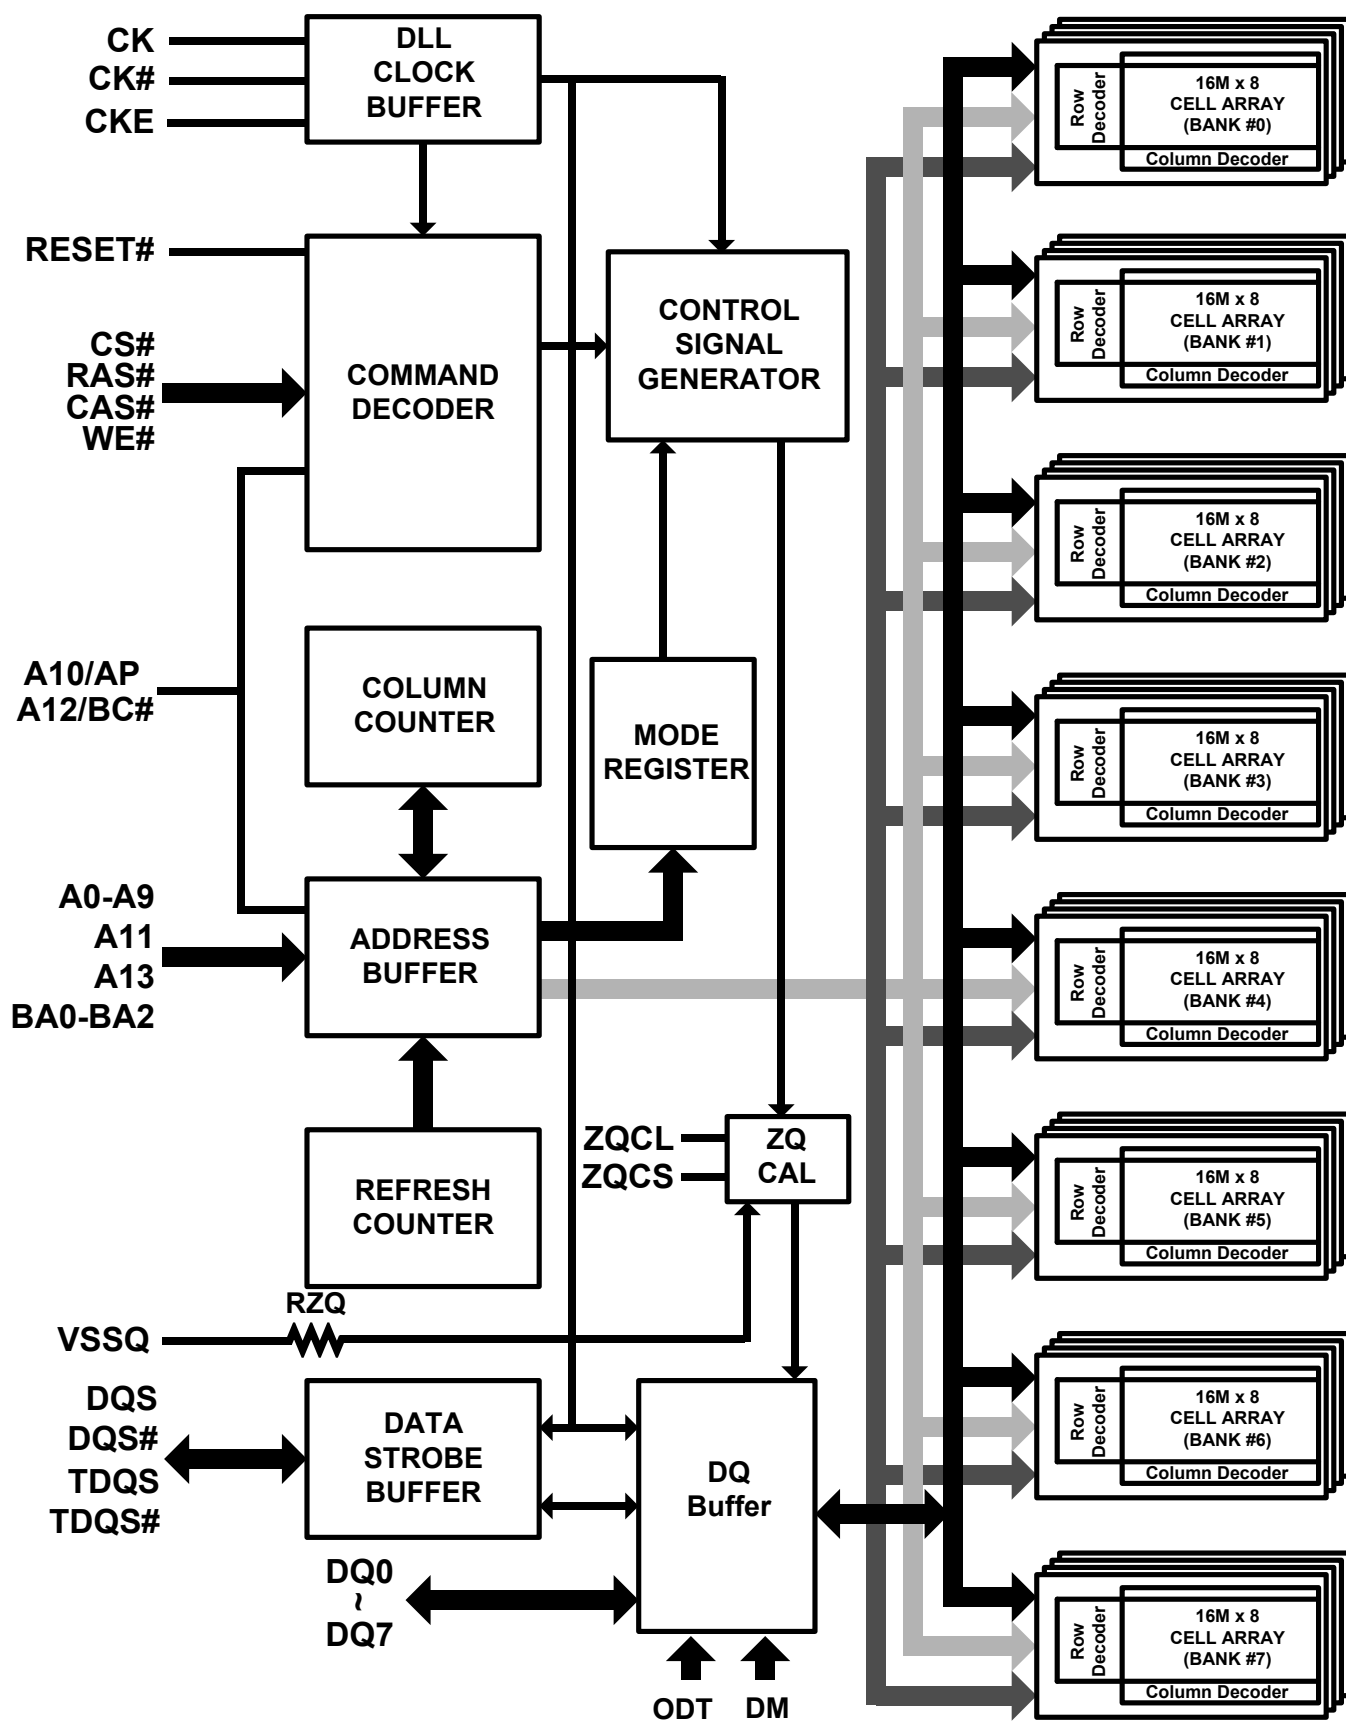 CK
CK#
CKE
DLL
CLOCK
BUFFER
RESET#
CS#
RAS#
CAS#
WE#
COMMAND
DECODER
CONTROL
SIGNAL
GENERATOR
A10/AP
A12/BC#
COLUMN
COUNTER
MODE
REGISTER
A0-A9
A11
A13
BA0-BA2
ADDRESS
BUFFER
REFRESH
COUNTER
ZQCL
ZQCS
ZQ
CAL
RZQ
VSSQ
DQS
DQS#
TDQS
TDQS#
DATA
STROBE
BUFFER
DQ
Buffer
DQ0
~
DQ7
ODT
DM
Row
Decoder
16M x 8
CELL ARRAY
(BANK #0)
Column Decoder
Row
Decoder
16M x 8
CELL ARRAY
(BANK #1)
Column Decoder
Row
Decoder
16M x 8
CELL ARRAY
(BANK #2)
Column Decoder
Row
Decoder
16M x 8
CELL ARRAY
(BANK #3)
Column Decoder
Row
Decoder
16M x 8
CELL ARRAY
(BANK #4)
Column Decoder
Row
Decoder
16M x 8
CELL ARRAY
(BANK #5)
Column Decoder
Row
Decoder
16M x 8
CELL ARRAY
(BANK #6)
Column Decoder
Row
Decoder
16M x 8
CELL ARRAY
(BANK #7)
Column Decoder